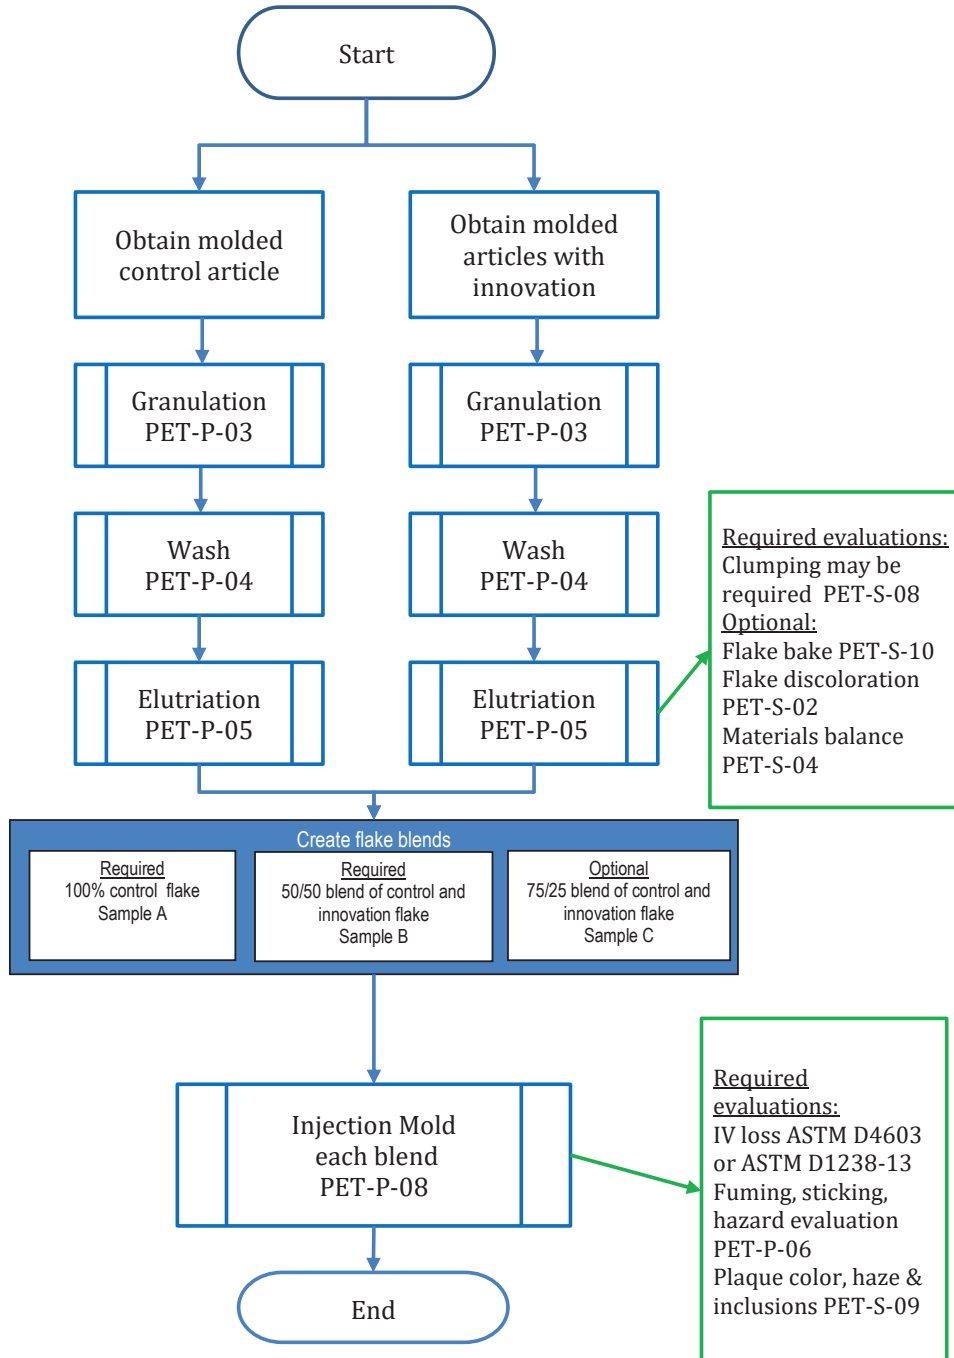 Start
Obtain molded
control article
Obtain molded
articles with
innovation
Granulation
PET-P-03
Granulation
PET-P-03
Wash
PET-P-04
Wash
PET-P-04
Elutriation
PET-P-05
Elutriation
PET-P-05
Required evaluations:
Clumping may be
required PET-S-08
Optional:
Flake bake PET-S-10
Flake discoloration
PET-S-02
Materials balance
PET-S-04
Create flake blends
Required
100% control flake
Sample A
Required
50/50 blend of control and
innovation flake
Sample B
Optional
75/25 blend of control and
innovation flake
Sample C
Injection Mold
each blend
PET-P-08
Required
evaluations:
IV loss ASTM D4603
or ASTM D1238-13
Fuming, sticking,
hazard evaluation
PET-P-06
Plaque color, haze &
inclusions PET-S-09
End